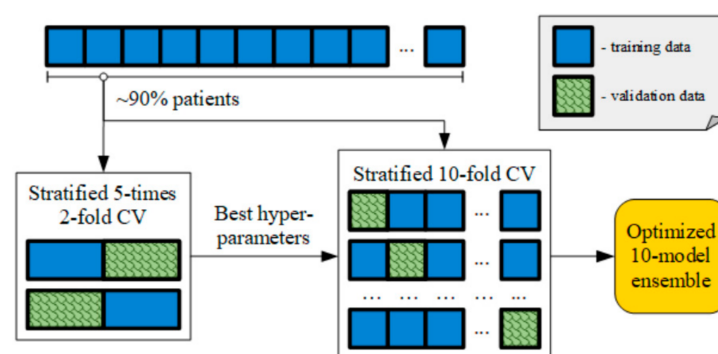 ...
- training data
- validation data
~90% patients
Stratified 5-times
2-fold CV
Best hyper-
parameters
Stratified 10-fold CV
...
...
... ... ... ... ...
...
Optimized
10-model
ensemble